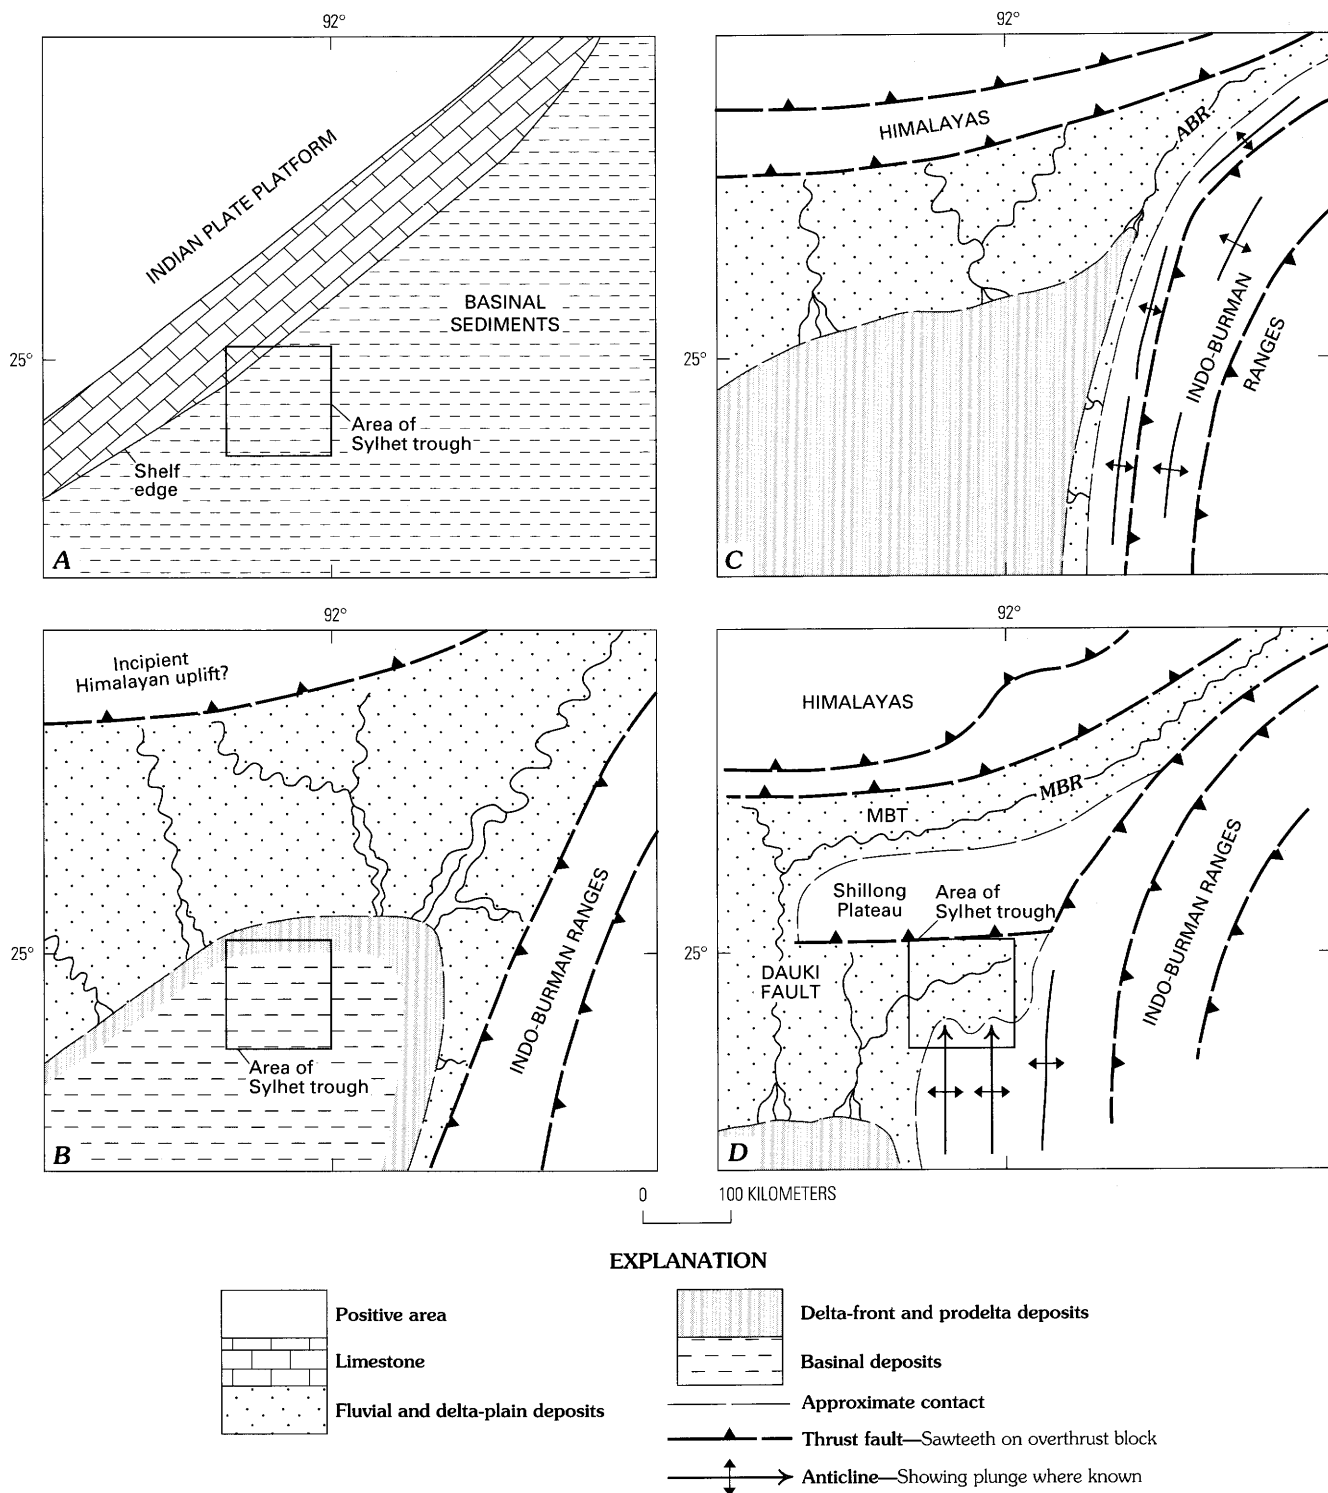 92°
INDIAN PLATE PLATFORM
BASINAL
SEDIMENTS
25°
Area of
Sylhet trough
Shelf
edge
A
92°
HIMALAYAS
ABR
25°
INDO-BURMAN
RANGES
C
92°
Incipient
Himalayan uplift?
25°
INDO-BURMAN RANGES
Area of
Sylhet trough
B
92°
HIMALAYAS
MBR
MBT
Shillong
Plateau
Area of
Sylhet trough
25°
DAUKI
FAULT
INDO-BURMAN RANGES
D
0 100 KILOMETERS
EXPLANATION
Positive area
Limestone
Fluvial and delta-plain deposits
Delta-front and prodelta deposits
Basinal deposits
Approximate contact
Thrust fault—Sawteeth on overthrust block
Anticline—Showing plunge where known